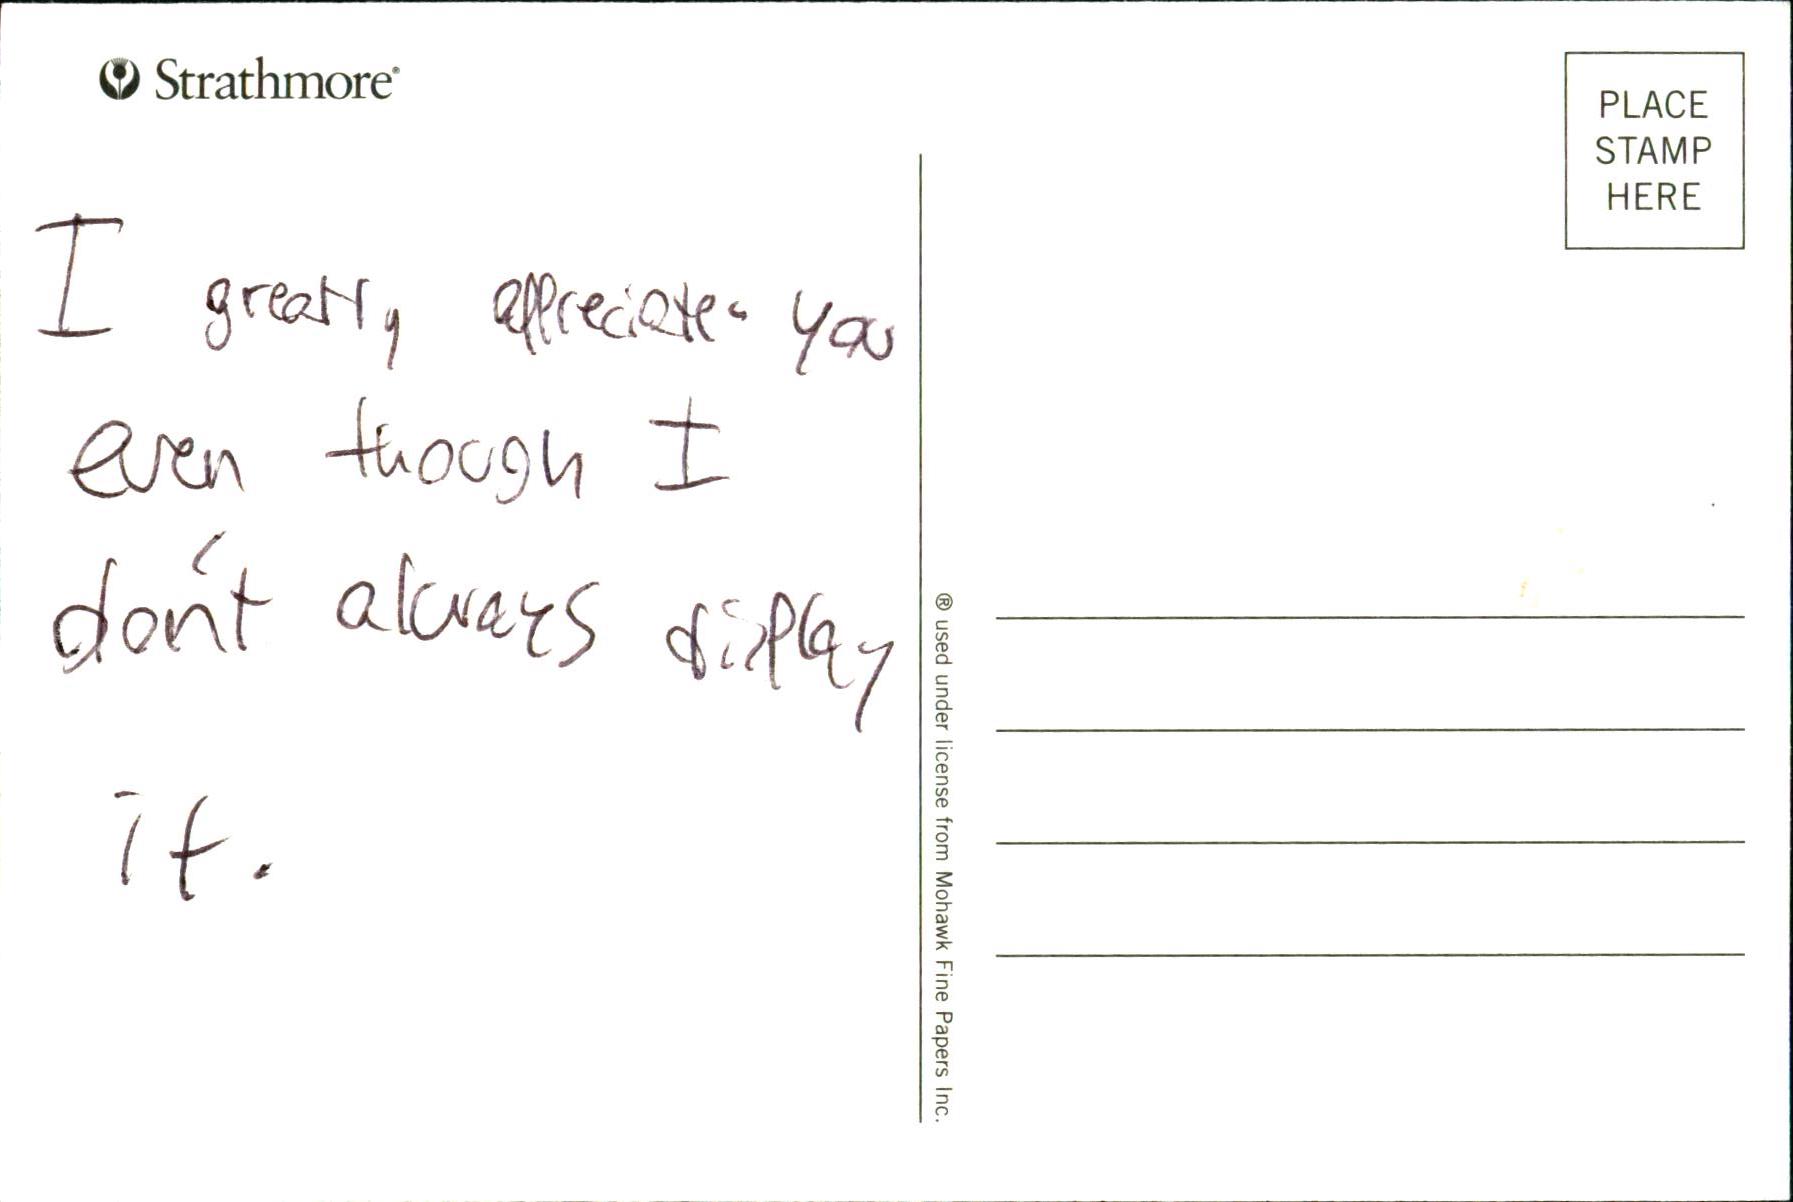 Strathmore®
PLACE
STAMP
HERE
I greatly appreciate you
even though I
don't always display
it.
® used under license from Mohawk Fine Papers Inc.